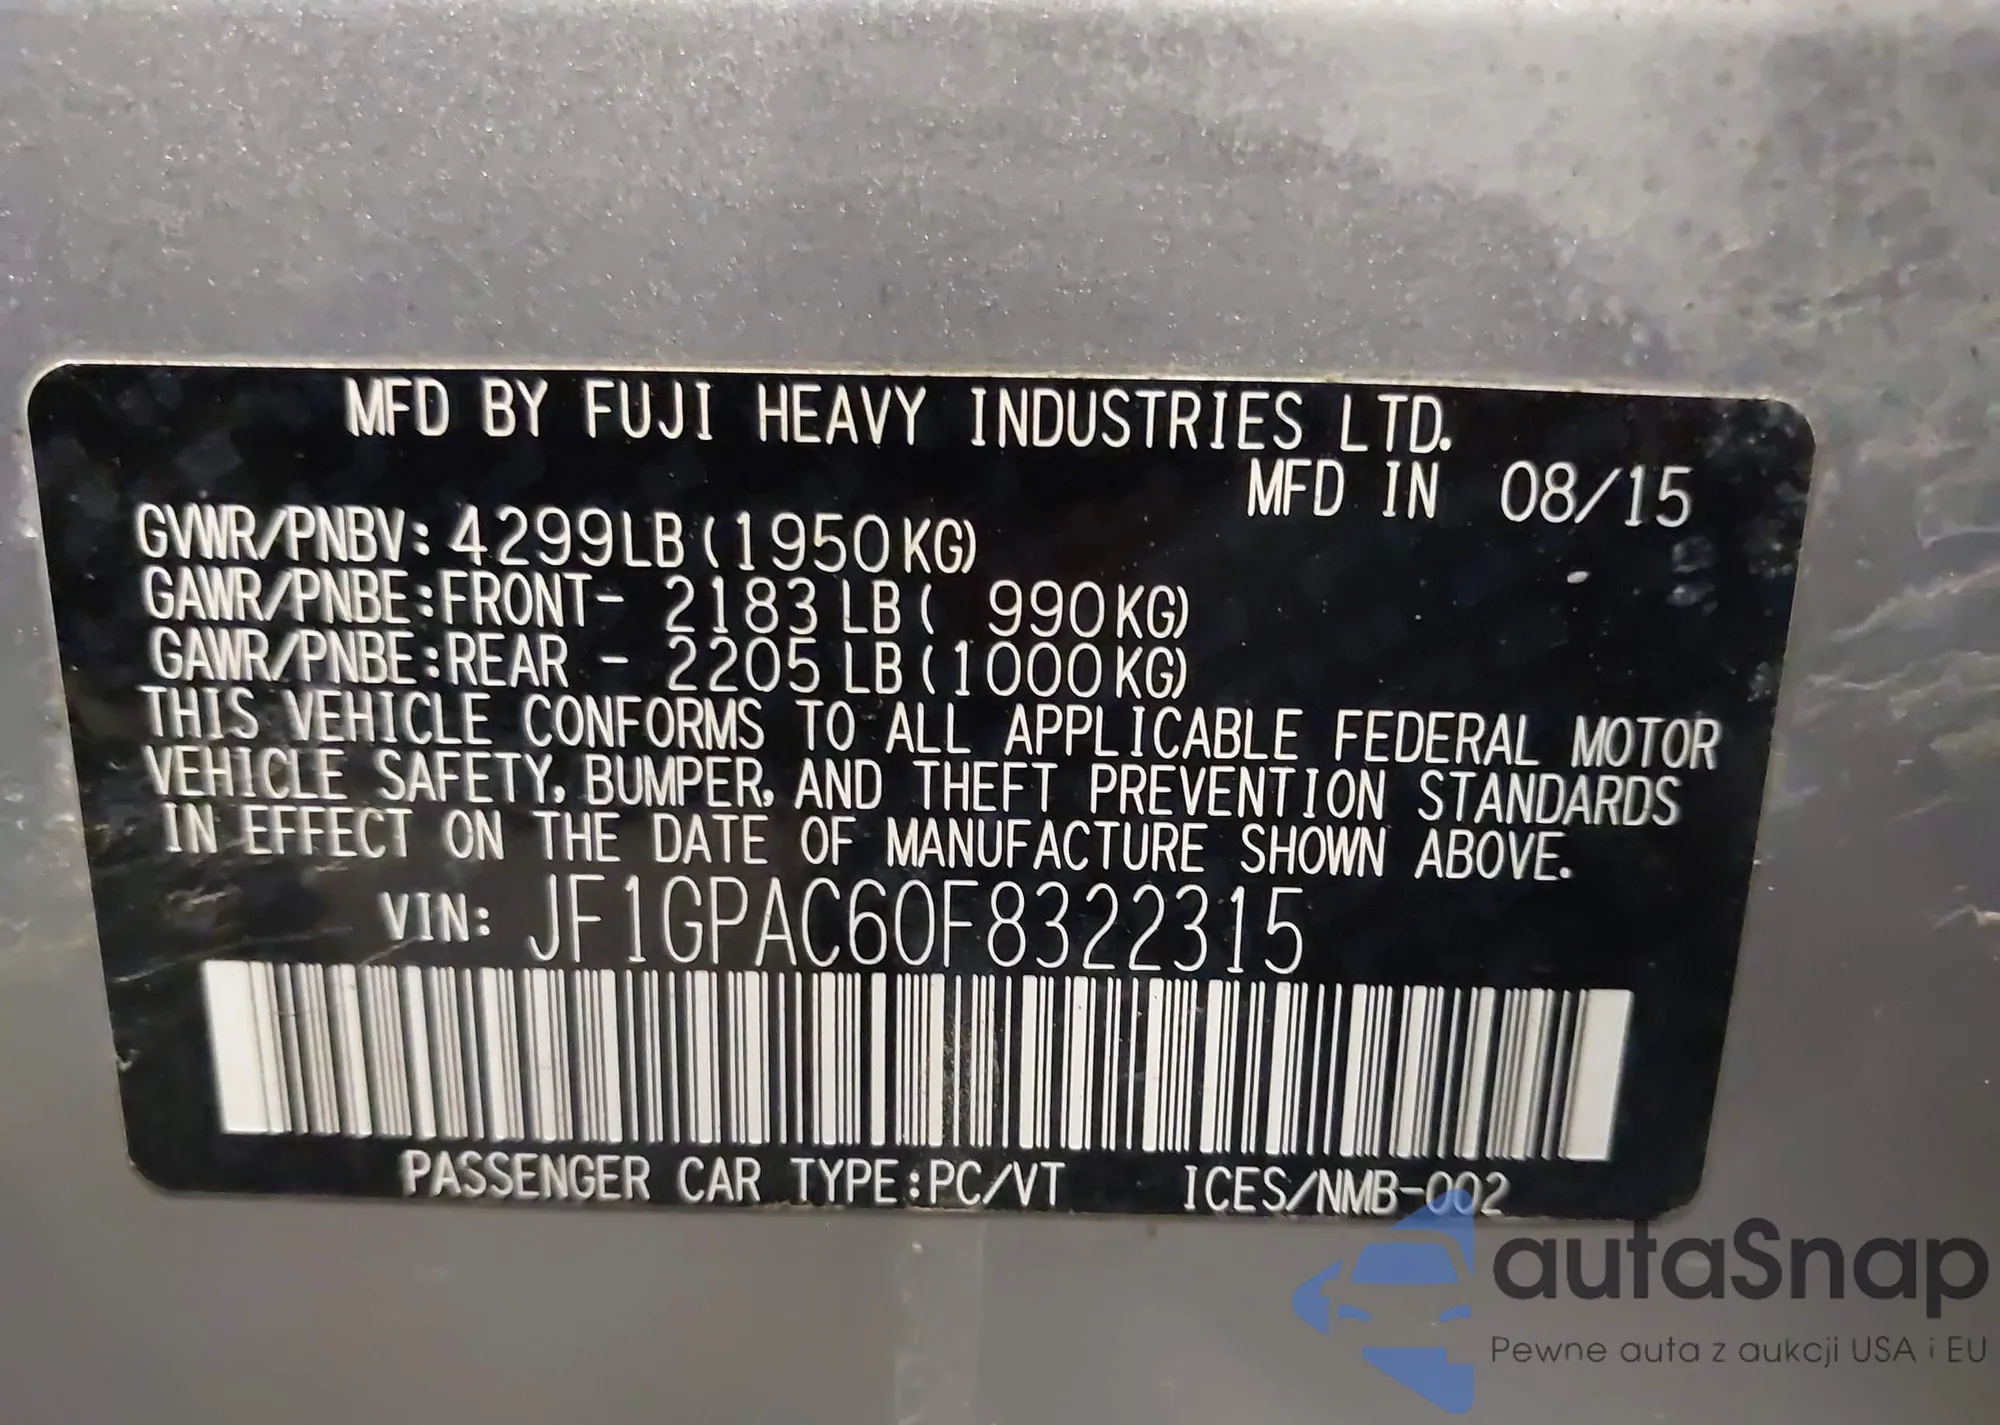 MFD BY FUJI HEAVY INDUSTRIES LTD.
MFD IN 08/15
GVWR/PNBV: 4299LB (1950KG)
GAWR/PNBE:FRONT- 2183 LB ( 990KG)
GAWR/PNBE:REAR - 2205 LB (1000KG)
THIS VEHICLE CONFORMS TO ALL APPLICABLE FEDERAL MOTOR
VEHICLE SAFETY, BUMPER, AND THEFT PREVENTION STANDARDS
IN EFFECT ON THE DATE OF MANUFACTURE SHOWN ABOVE.
VIN: JF1GPAC60F8322315
PASSENGER CAR TYPE:PC/VT ICES/NMB-002
autaSnap
Pewne auta z aukcji USA i EU